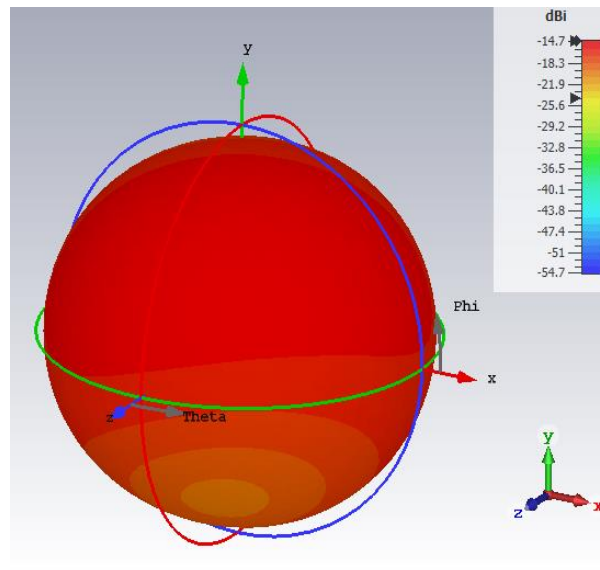 dBi
-14.7
-18.3
-21.9
-25.6
-29.2
-32.8
-36.5
-40.1
-43.8
-47.4
-51
-54.7
y
Phi
x
z
Theta
y
z
x